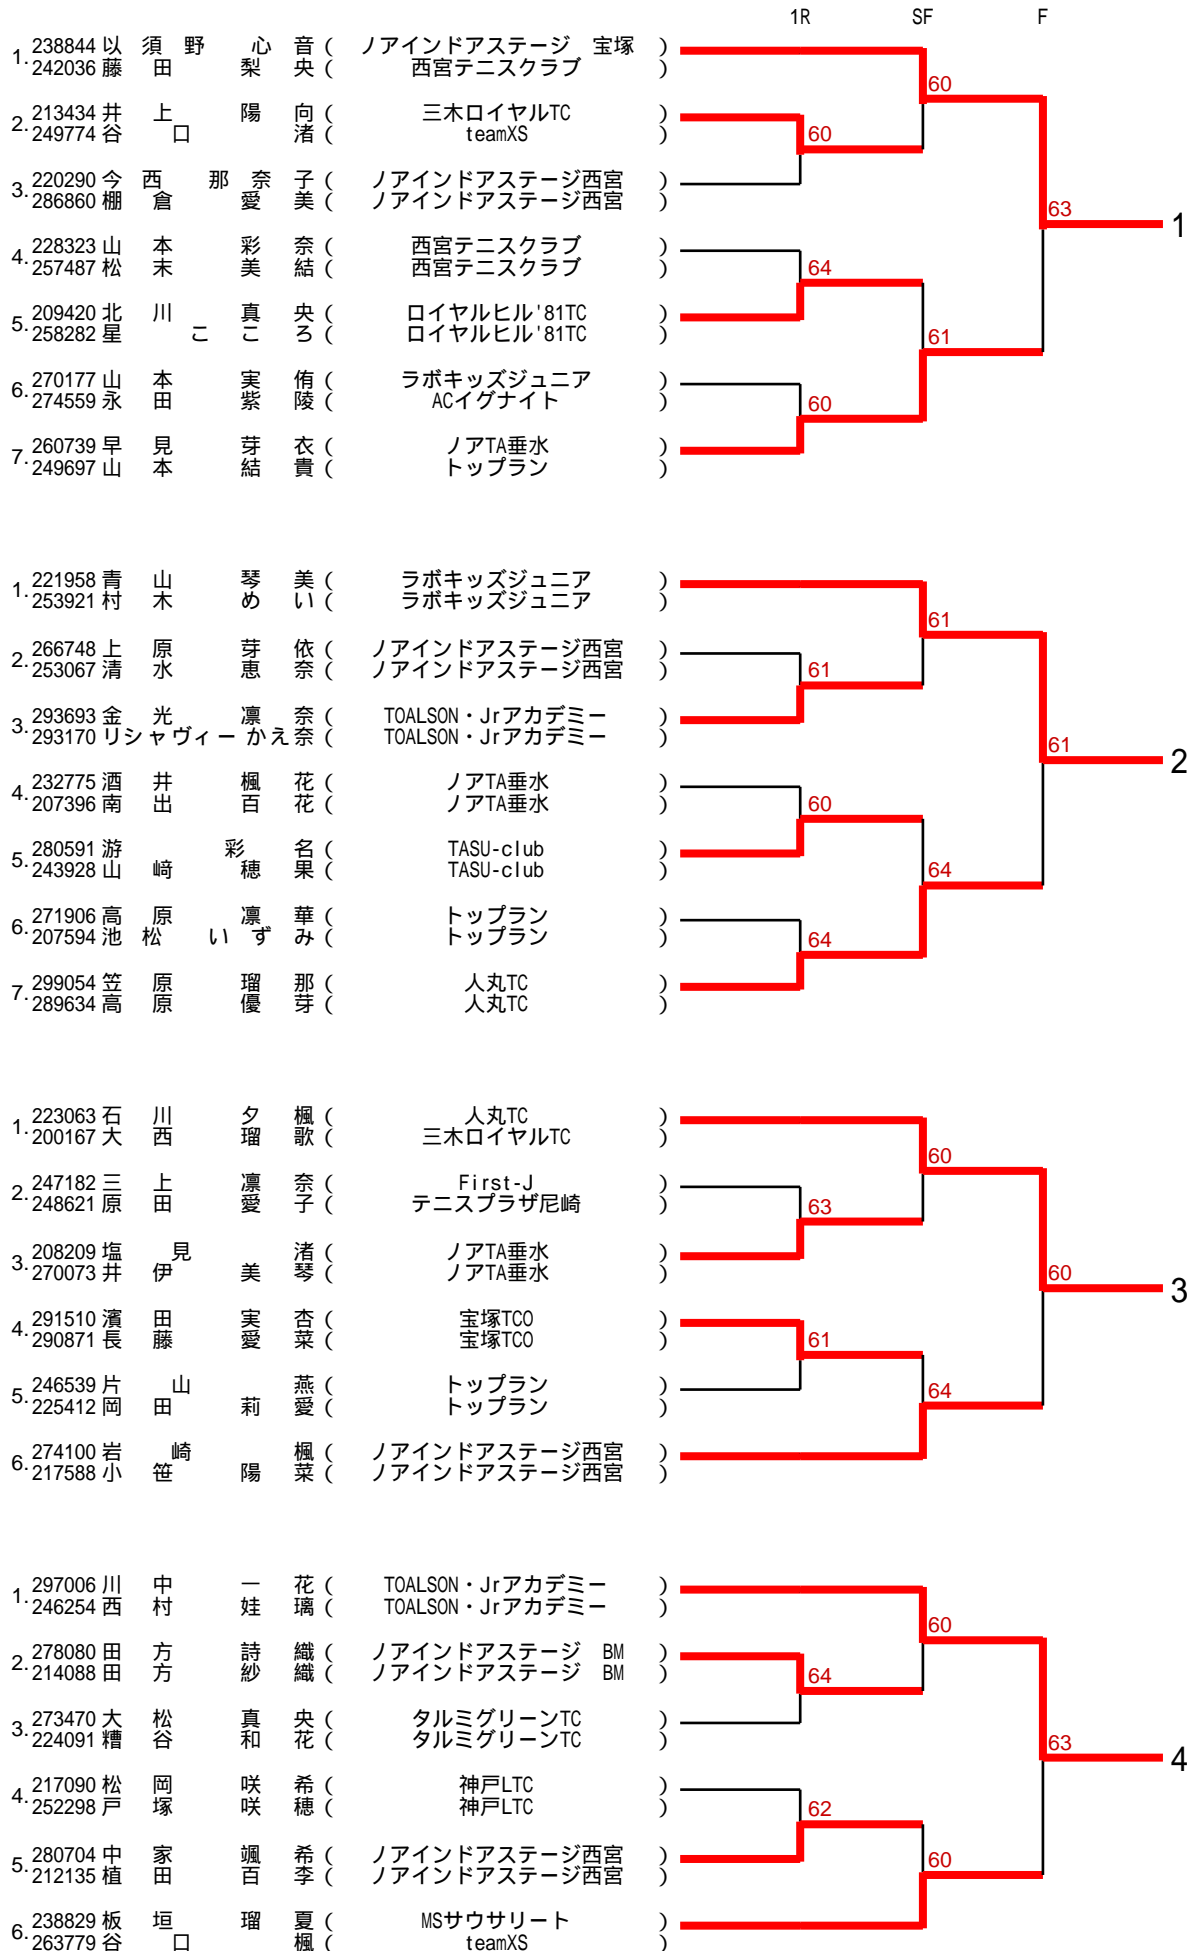 1R SF F
1. 238844 以須野 心音 ( ノアインドアステージ 宝塚 )
242036 藤田 梨央 ( 西宮テニスクラブ )
60
2. 213434 井上 陽向 ( 三木ロイヤルTC )
249774 谷口 渚 ( teamXS )
60
3. 220290 今西 那奈子 ( ノアインドアステージ西宮 )
286860 棚倉 愛美 ( ノアインドアステージ西宮 )
63
1
4. 228323 山本 彩奈 ( 西宮テニスクラブ )
257487 松末 美結 ( 西宮テニスクラブ )
64
5. 209420 北川 真央 ( ロイヤルヒル'81TC )
258282 星 こころ ( ロイヤルヒル'81TC )
61
6. 270177 山本 実侑 ( ラボキッズジュニア )
274559 永田 紫陵 ( ACイグナイト )
60
7. 260739 早見 芽衣 ( ノアTA垂水 )
249697 山本 結貴 ( トップラン )
1. 221958 青山 琴美 ( ラボキッズジュニア )
253921 村木 めい ( ラボキッズジュニア )
61
2. 266748 上原 芽依 ( ノアインドアステージ西宮 )
253067 清水 恵奈 ( ノアインドアステージ西宮 )
61
3. 293693 金光 凛奈 ( TOALSON・Jrアカデミー )
293170 リシャヴィー かえ奈 ( TOALSON・Jrアカデミー )
61
2
4. 232775 酒井 楓花 ( ノアTA垂水 )
207396 南出 百花 ( ノアTA垂水 )
60
5. 280591 游 彩名 ( TASU-club )
243928 山﨑 穂果 ( TASU-club )
64
6. 271906 高原 凛華 ( トップラン )
207594 池松 いずみ ( トップラン )
64
7. 299054 笠原 瑠那 ( 人丸TC )
289634 高原 優芽 ( 人丸TC )
1. 223063 石川 夕楓 ( 人丸TC )
200167 大西 瑠歌 ( 三木ロイヤルTC )
60
2. 247182 三上 凛奈 ( First-J )
248621 原田 愛子 ( テニスプラザ尼崎 )
63
3. 208209 塩見 渚 ( ノアTA垂水 )
270073 井伊 美琴 ( ノアTA垂水 )
60
3
4. 291510 濱田 実杏 ( 宝塚TCO )
290871 長藤 愛菜 ( 宝塚TCO )
61
5. 246539 片山 燕 ( トップラン )
225412 岡田 莉愛 ( トップラン )
64
6. 274100 岩崎 楓 ( ノアインドアステージ西宮 )
217588 小笹 陽菜 ( ノアインドアステージ西宮 )
1. 297006 川中 一花 ( TOALSON・Jrアカデミー )
246254 西村 娃璃 ( TOALSON・Jrアカデミー )
60
2. 278080 田方 詩織 ( ノアインドアステージ BM )
214088 田方 紗織 ( ノアインドアステージ BM )
64
3. 273470 大松 真央 ( タルミグリーンTC )
224091 糟谷 和花 ( タルミグリーンTC )
63
4
4. 217090 松岡 咲希 ( 神戸LTC )
252298 戸塚 咲穂 ( 神戸LTC )
62
5. 280704 中家 颯希 ( ノアインドアステージ西宮 )
212135 植田 百李 ( ノアインドアステージ西宮 )
60
6. 238829 板垣 瑠夏 ( MSサウサリート )
263779 谷口 楓 ( teamXS )